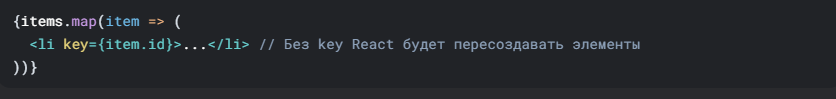 {items.map(item => (
<li key={item.id}>...</li> // Без key React будет пересоздавать элементы
))}